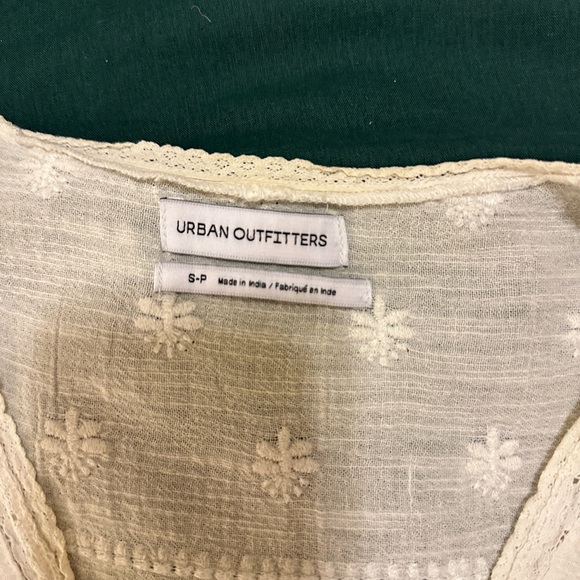 URBAN OUTFITTERS
S-P Made in India / Fabriqué en Inde